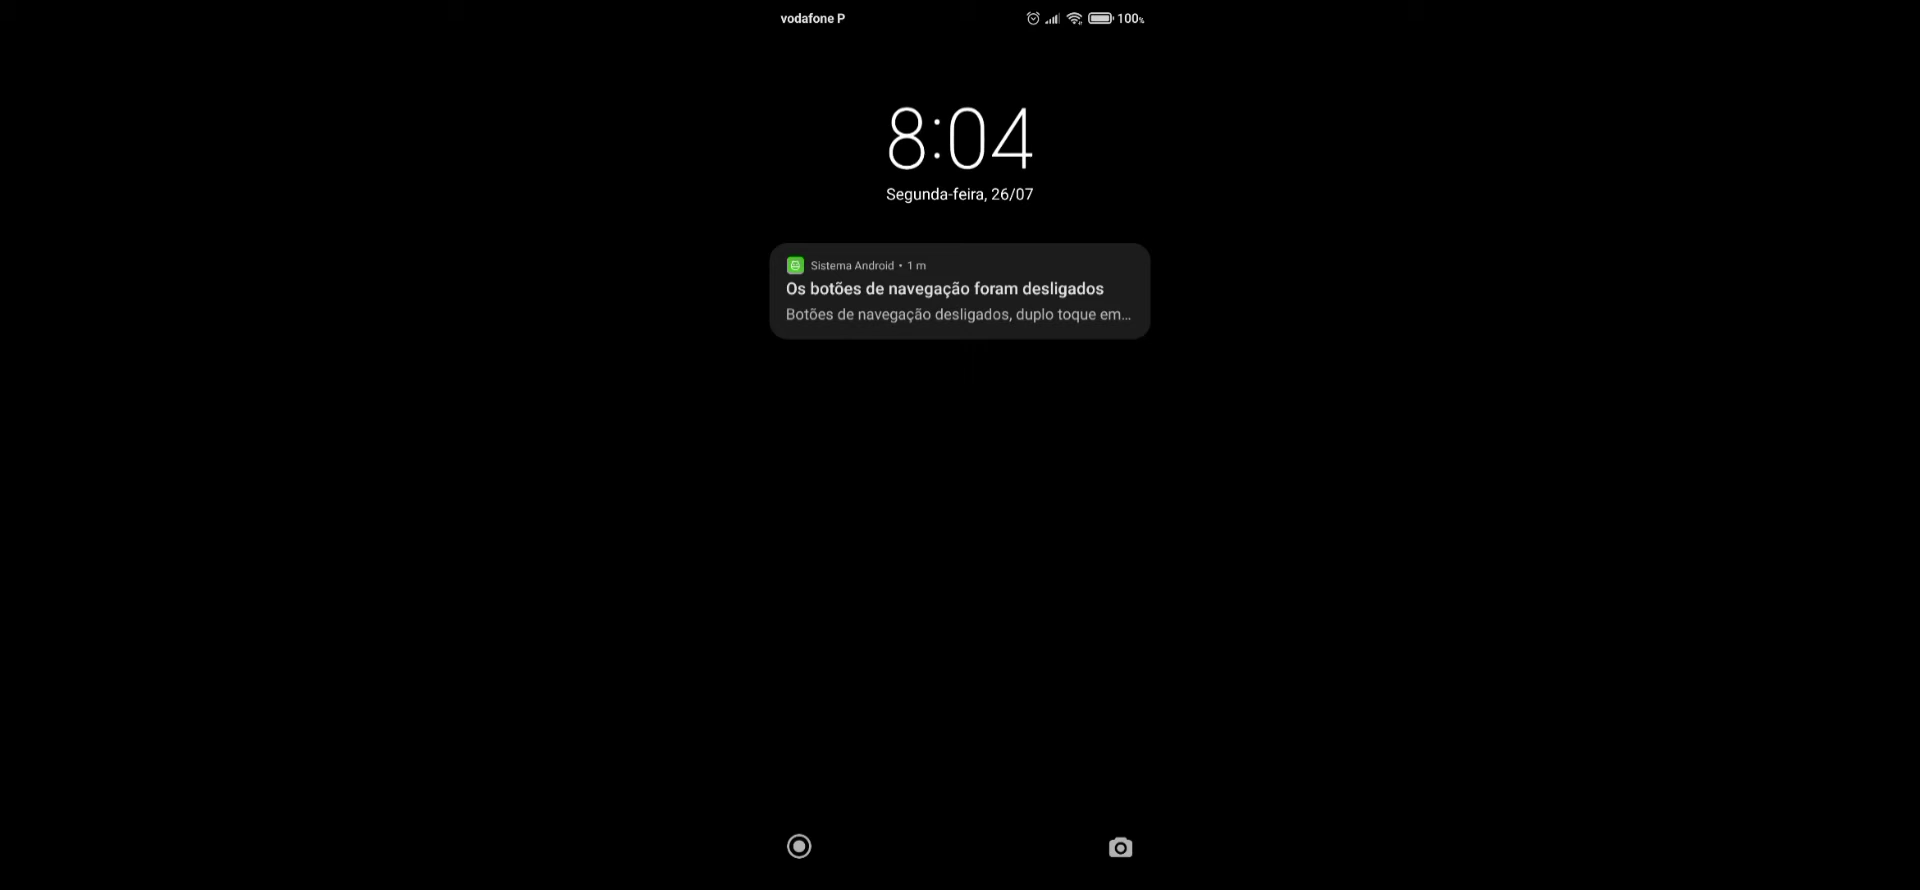 vodafone P
100%
8:04
Segunda-feira, 26/07
Sistema Android • 1 m
Os botões de navegação foram desligados
Botões de navegação desligados, duplo toque em...